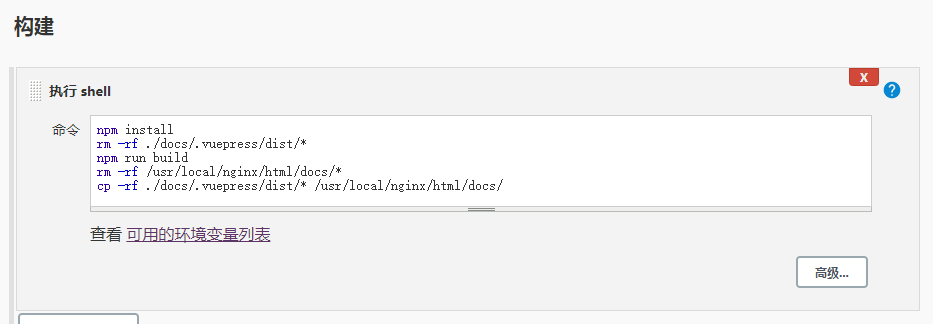 构建
X
执行 shell
?
命令
npm install
rm -rf ./docs/.vuepress/dist/*
npm run build
rm -rf /usr/local/nginx/html/docs/*
cp -rf ./docs/.vuepress/dist/* /usr/local/nginx/html/docs/
查看 可用的环境变量列表
高级...